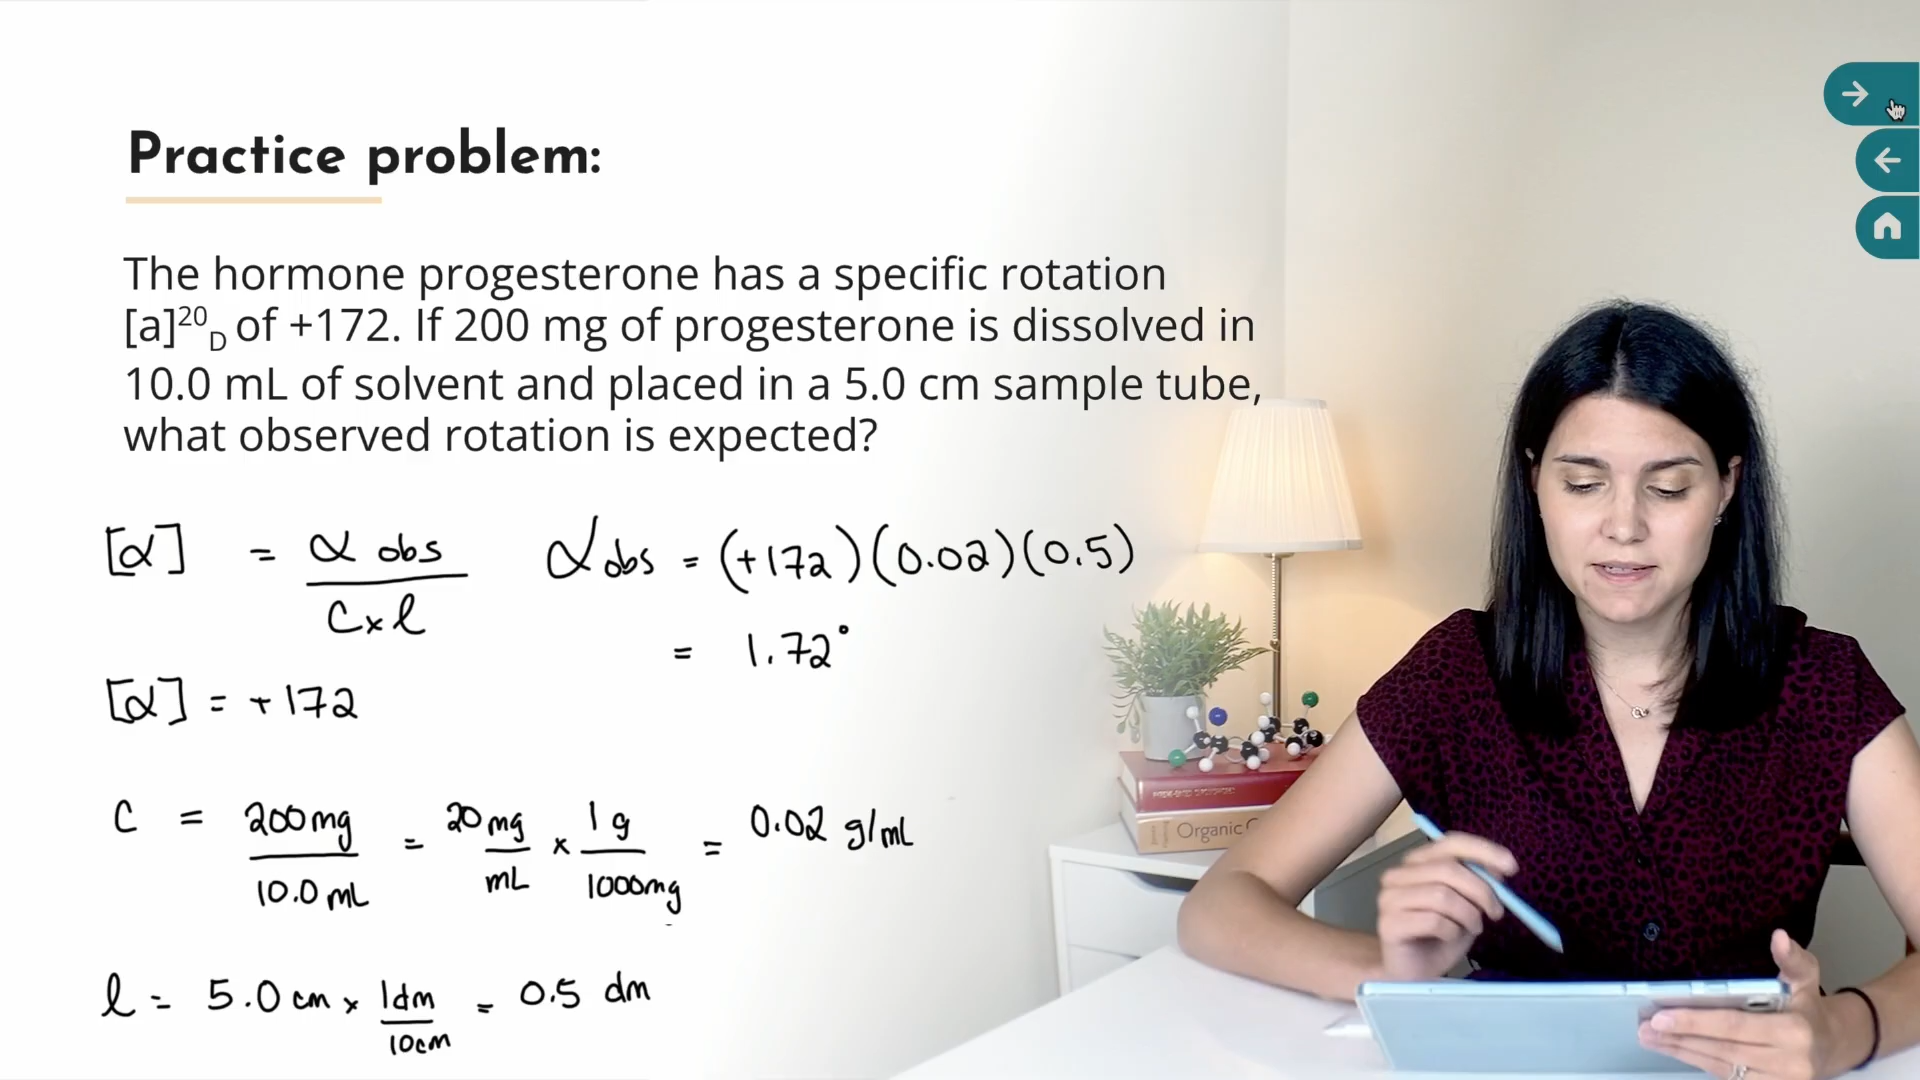 Practice problem:
The hormone progesterone has a specific rotation
[a]²⁰D of +172. If 200 mg of progesterone is dissolved in
10.0 mL of solvent and placed in a 5.0 cm sample tube,
what observed rotation is expected?
[α] = α obs / C x l
α obs = (+172)(0.02)(0.5)
= 1.72°
[α] = +172
C = 200mg / 10.0 mL = 20 mg / mL x 1 g / 1000mg = 0.02 g/mL
l = 5.0 cm x 1dm / 10cm = 0.5 dm
Organic